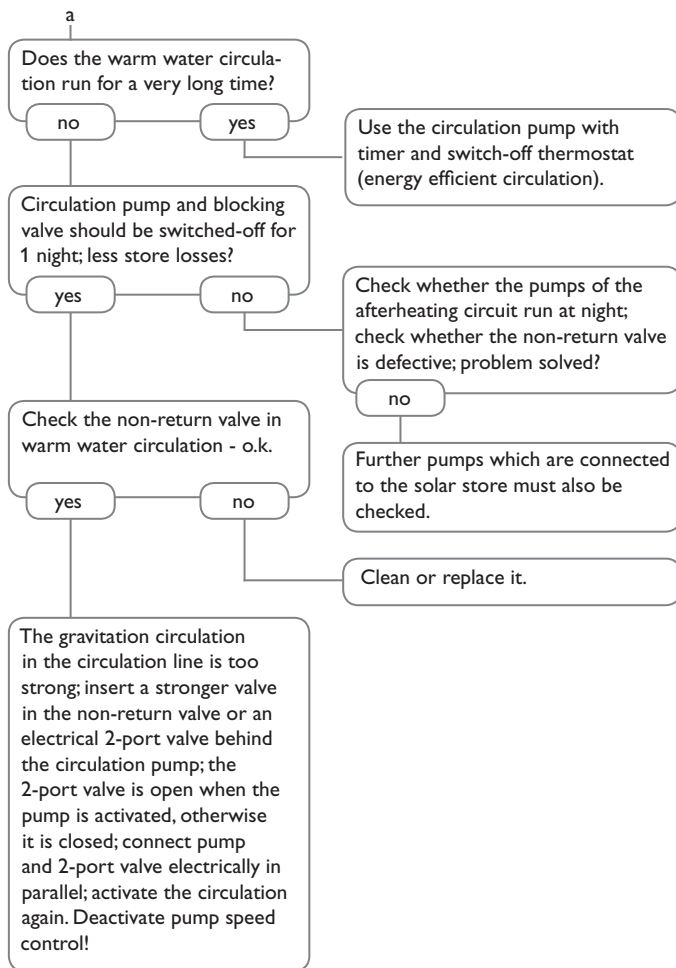 a
Does the warm water circula-
tion run for a very long time?
no
yes
Use the circulation pump with
timer and switch-off thermostat
(energy efficient circulation).
Circulation pump and blocking
valve should be switched-off for
1 night; less store losses?
yes
no
Check whether the pumps of the
afterheating circuit run at night;
check whether the non-return valve
is defective; problem solved?
no
Further pumps which are connected
to the solar store must also be
checked.
Check the non-return valve in
warm water circulation - o.k.
yes
no
Clean or replace it.
The gravitation circulation
in the circulation line is too
strong; insert a stronger valve
in the non-return valve or an
electrical 2-port valve behind
the circulation pump; the
2-port valve is open when the
pump is activated, otherwise
it is closed; connect pump
and 2-port valve electrically in
parallel; activate the circulation
again. Deactivate pump speed
control!